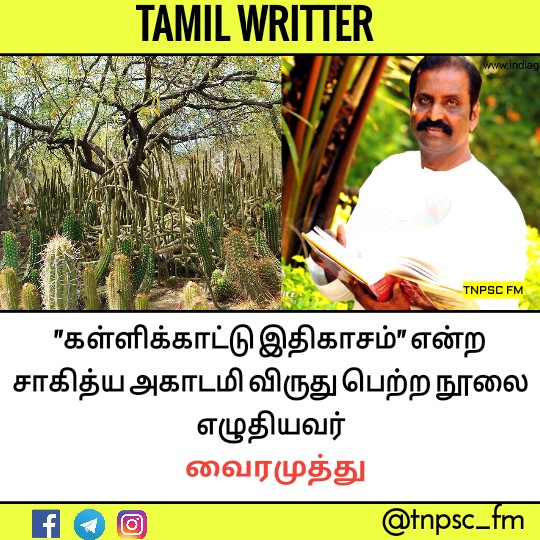 TAMIL WRITTER
www.indiag
TNPSC FM
"கள்ளிக்காட்டு இதிகாசம்" என்ற
சாகித்ய அகாடமி விருது பெற்ற நூலை
எழுதியவர்
வைரமுத்து
@tnpsc_fm